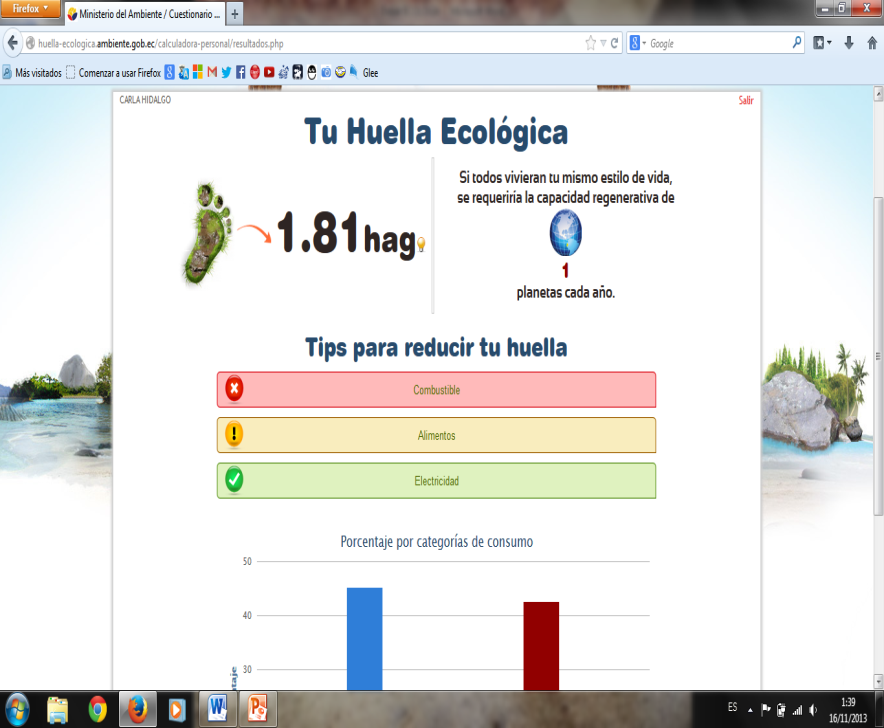 Firefox
Ministerio del Ambiente / Cuestionario ...
huella-ecologica.ambiente.gob.ec/calculadora-personal/resultados.php
Google
Más visitados
Comenzar a usar Firefox
Glee
CARLA HIDALGO
Salir
Tu Huella Ecológica
1.81 hag
Si todos vivieran tu mismo estilo de vida,
se requeriría la capacidad regenerativa de
1
planetas cada año.
Tips para reducir tu huella
Combustible
Alimentos
Electricidad
Porcentaje por categorías de consumo
50
40
30
ES
1:39
16/11/2013